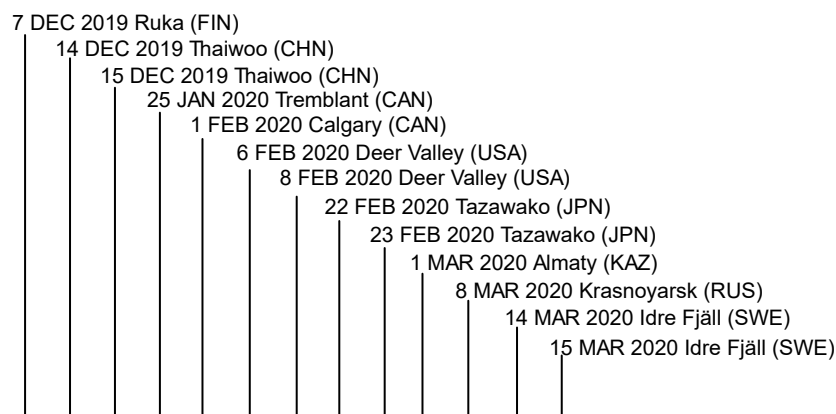 7 DEC 2019 Ruka (FIN)
14 DEC 2019 Thaiwoo (CHN)
15 DEC 2019 Thaiwoo (CHN)
25 JAN 2020 Tremblant (CAN)
1 FEB 2020 Calgary (CAN)
6 FEB 2020 Deer Valley (USA)
8 FEB 2020 Deer Valley (USA)
22 FEB 2020 Tazawako (JPN)
23 FEB 2020 Tazawako (JPN)
1 MAR 2020 Almaty (KAZ)
8 MAR 2020 Krasnoyarsk (RUS)
14 MAR 2020 Idre Fjäll (SWE)
15 MAR 2020 Idre Fjäll (SWE)